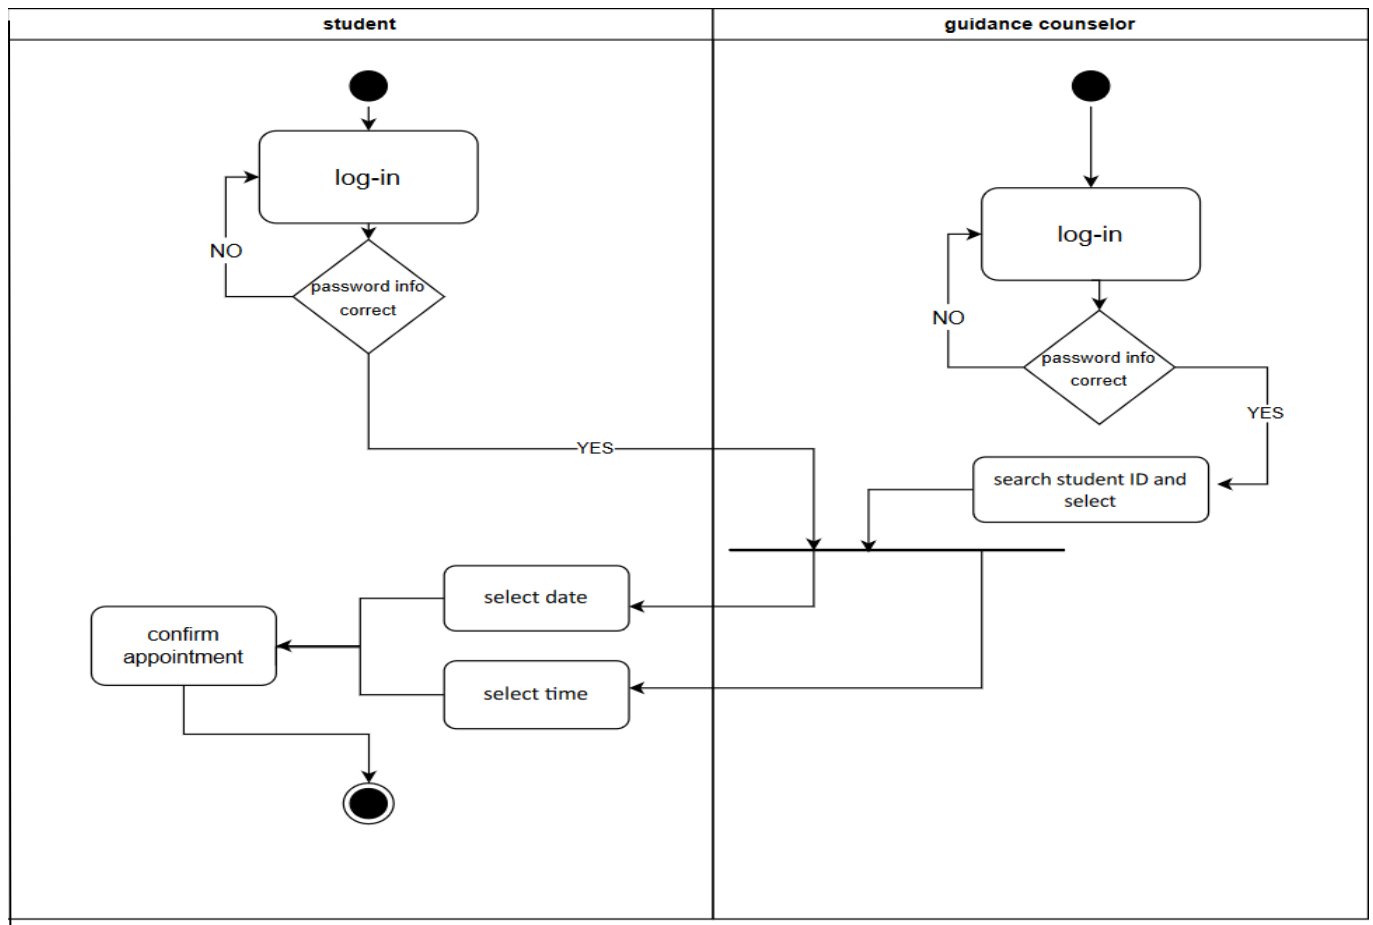 student
guidance counselor
log-in
NO
password info
correct
log-in
NO
password info
correct
YES
YES
search student ID and
select
select date
confirm
appointment
select time